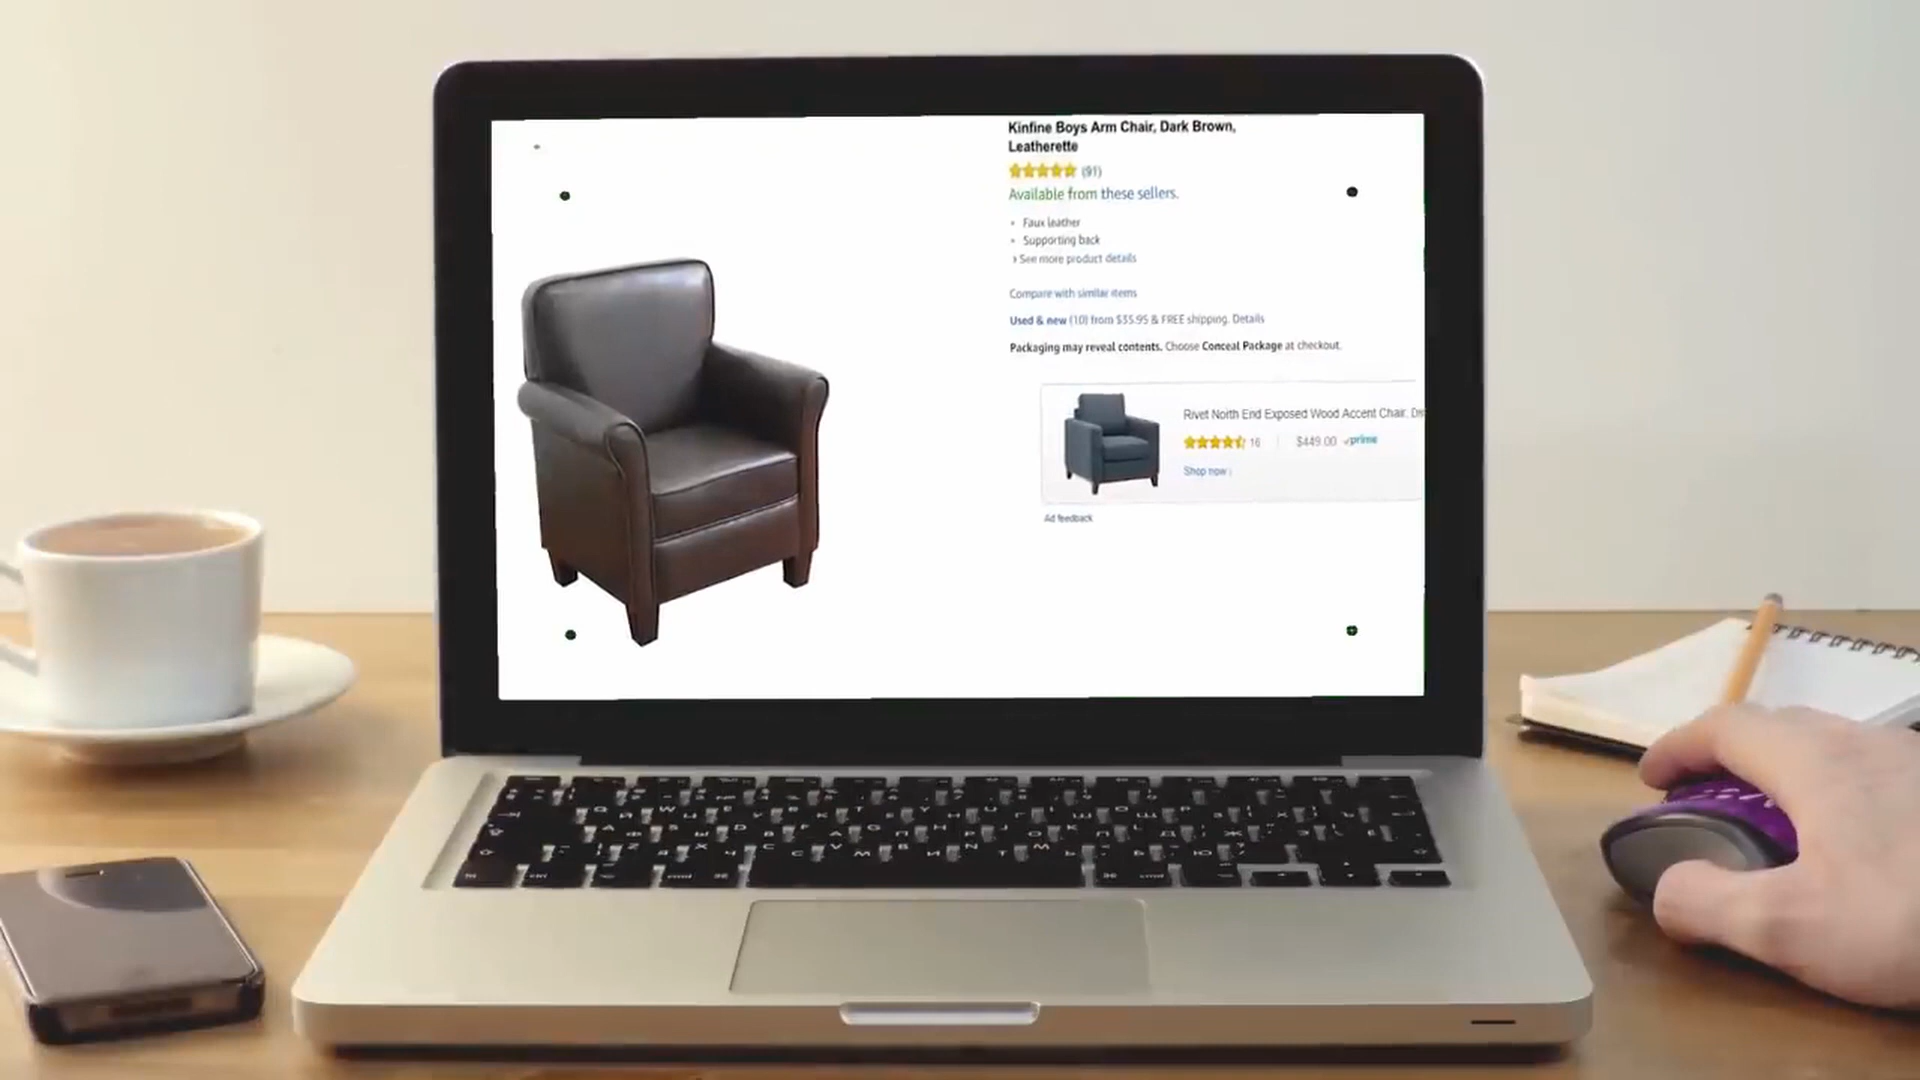 Kinfine Boys Arm Chair, Dark Brown,
Leatherette
(91)
Available from these sellers.
Faux leather
Supporting back
› See more product details
Compare with similar items
Used & new (10) from $35.95 & FREE shipping. Details
Packaging may reveal contents. Choose Conceal Package at checkout.
Rivet North End Exposed Wood Accent Chair,
16 | $449.00 prime
Shop now ›
Ad feedback